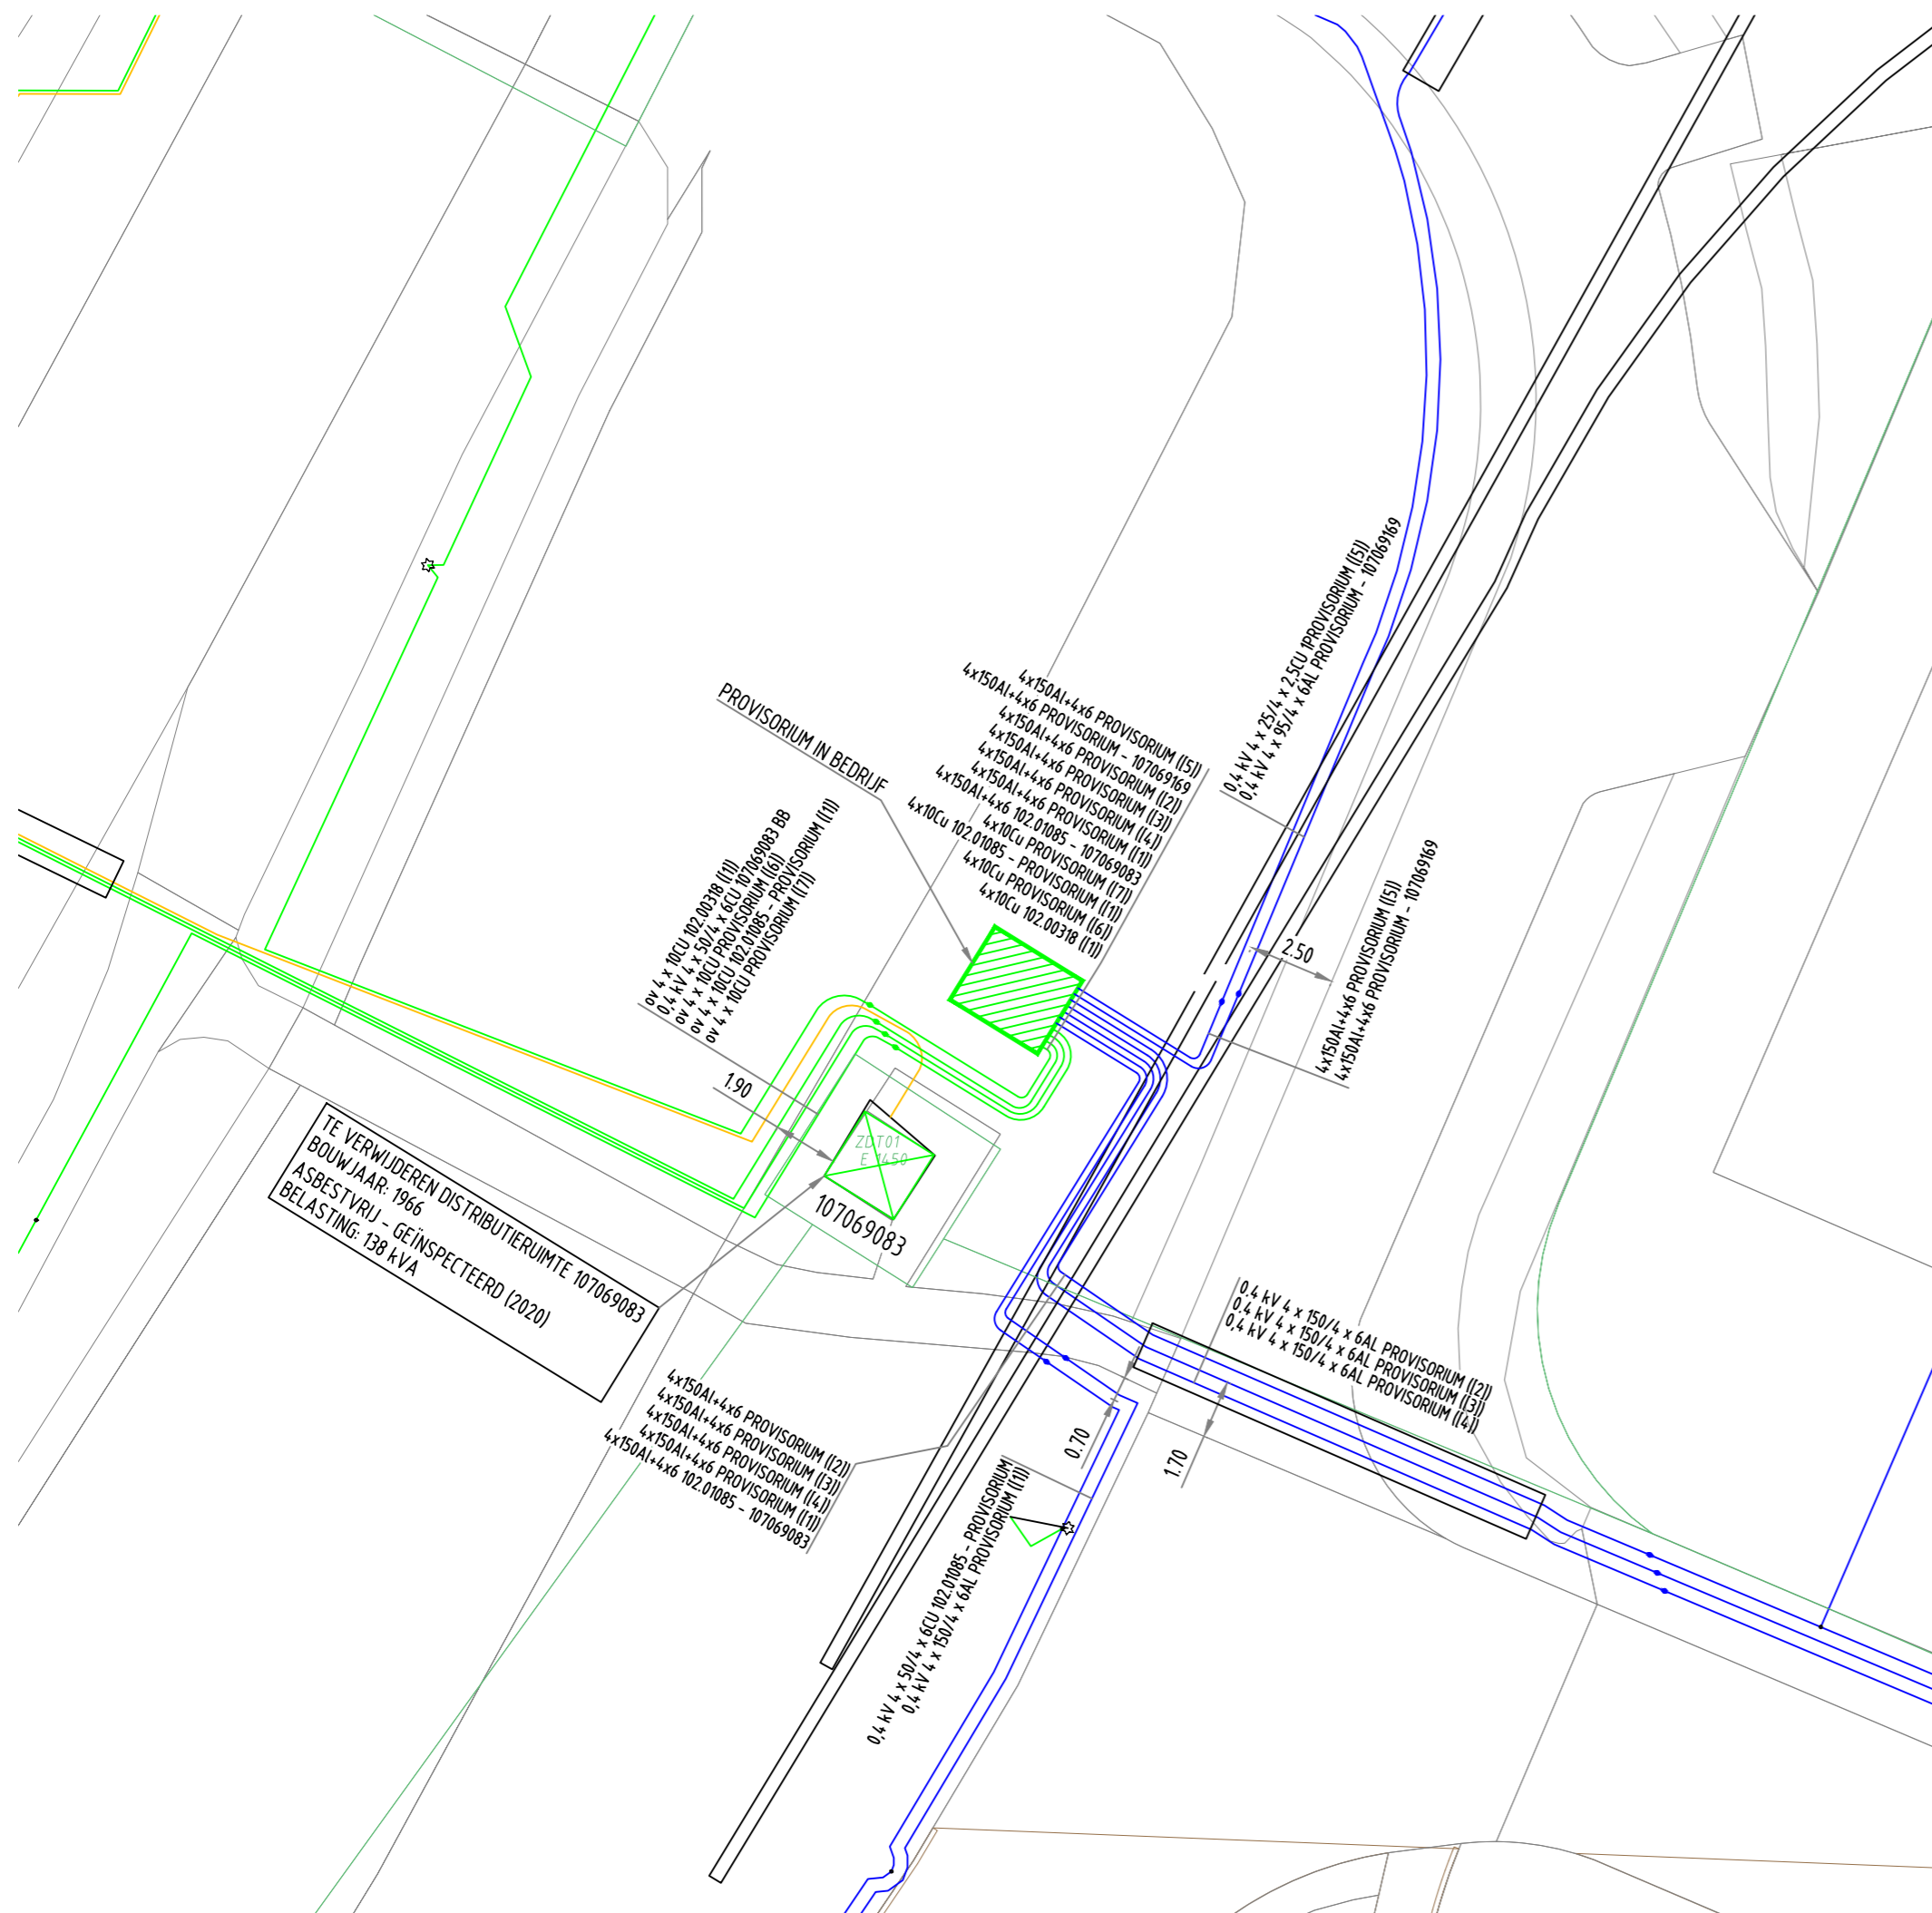 0,4 kV 4 x 25/4 x 2,5CU 1PROVISORIUM ([5])
0,4 kV 4 x 95/4 x 6AL PROVISORIUM - 107069169
4x150Al+4x6 PROVISORIUM ([5])
4x150Al+4x6 PROVISORIUM - 107069169
4x150Al+4x6 PROVISORIUM ([2])
4x150Al+4x6 PROVISORIUM ([3])
4x150Al+4x6 PROVISORIUM ([4])
4x150Al+4x6 PROVISORIUM ([1])
4x150Al+4x6 102.01085 - 107069083
4x10Cu PROVISORIUM ([7])
4x10Cu 102.01085 - PROVISORIUM ([1])
4x10Cu PROVISORIUM ([6])
4x10Cu 102.00318 ([1])
PROVISORIUM IN BEDRIJF
ov 4 x 10CU 102.00318 ([1])
0,4 kV 4 x 50/4 x 6CU 107069083 BB
ov 4 x 10CU PROVISORIUM ([6])
ov 4 x 10CU 102.01085 - PROVISORIUM ([1])
ov 4 x 10CU PROVISORIUM ([7])
2.50
4x150Al+4x6 PROVISORIUM ([5])
4x150Al+4x6 PROVISORIUM - 107069169
1.90
ZDT01
E 1450
107069083
TE VERWIJDEREN DISTRIBUTIERUIMTE 107069083
BOUWJAAR: 1966
ASBESTVRIJ - GEÏNSPECTEERD (2020)
BELASTING: 138 kVA
0.4 kV 4 x 150/4 x 6AL PROVISORIUM ([2])
0.4 kV 4 x 150/4 x 6AL PROVISORIUM ([3])
0,4 kV 4 x 150/4 x 6AL PROVISORIUM ([4])
4x150Al+4x6 PROVISORIUM ([2])
4x150Al+4x6 PROVISORIUM ([3])
4x150Al+4x6 PROVISORIUM ([4])
4x150Al+4x6 PROVISORIUM ([1])
4x150Al+4x6 102.01085 - 107069083
0.70
1.70
0,4 kV 4 x 50/4 x 6CU 102.01085 - PROVISORIUM
0,4 kV 4 x 150/4 x 6AL PROVISORIUM ([1])